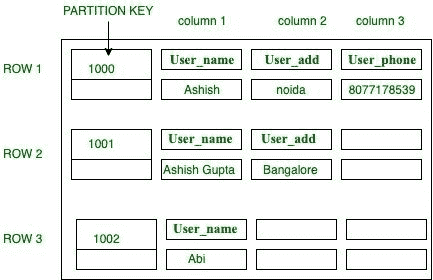 PARTITION KEY
column 1 column 2 column 3
ROW 1
1000 User_name User_add User_phone
Ashish noida 8077178539
ROW 2
1001 User_name User_add
Ashish Gupta Bangalore
ROW 3
1002 User_name
Abi